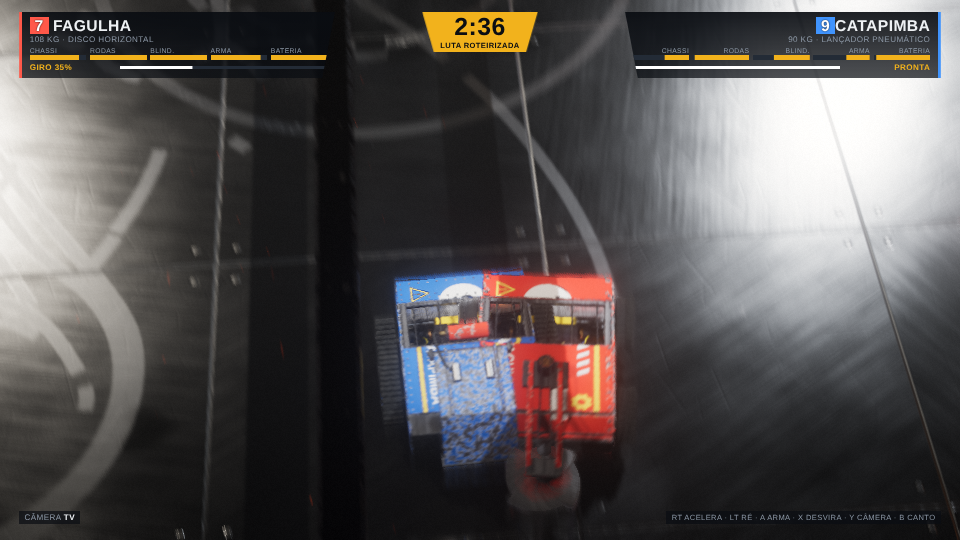 7 FAGULHA
108 KG · DISCO HORIZONTAL
CHASSI RODAS BLIND. ARMA BATERIA
GIRO 35%
2:36
LUTA ROTEIRIZADA
9 CATAPIMBA
90 KG · LANÇADOR PNEUMÁTICO
CHASSI RODAS BLIND. ARMA BATERIA
PRONTA
CÂMERA TV
RT ACELERA · LT RÉ · A ARMA · X DESVIRA · Y CÂMERA · B CANTO